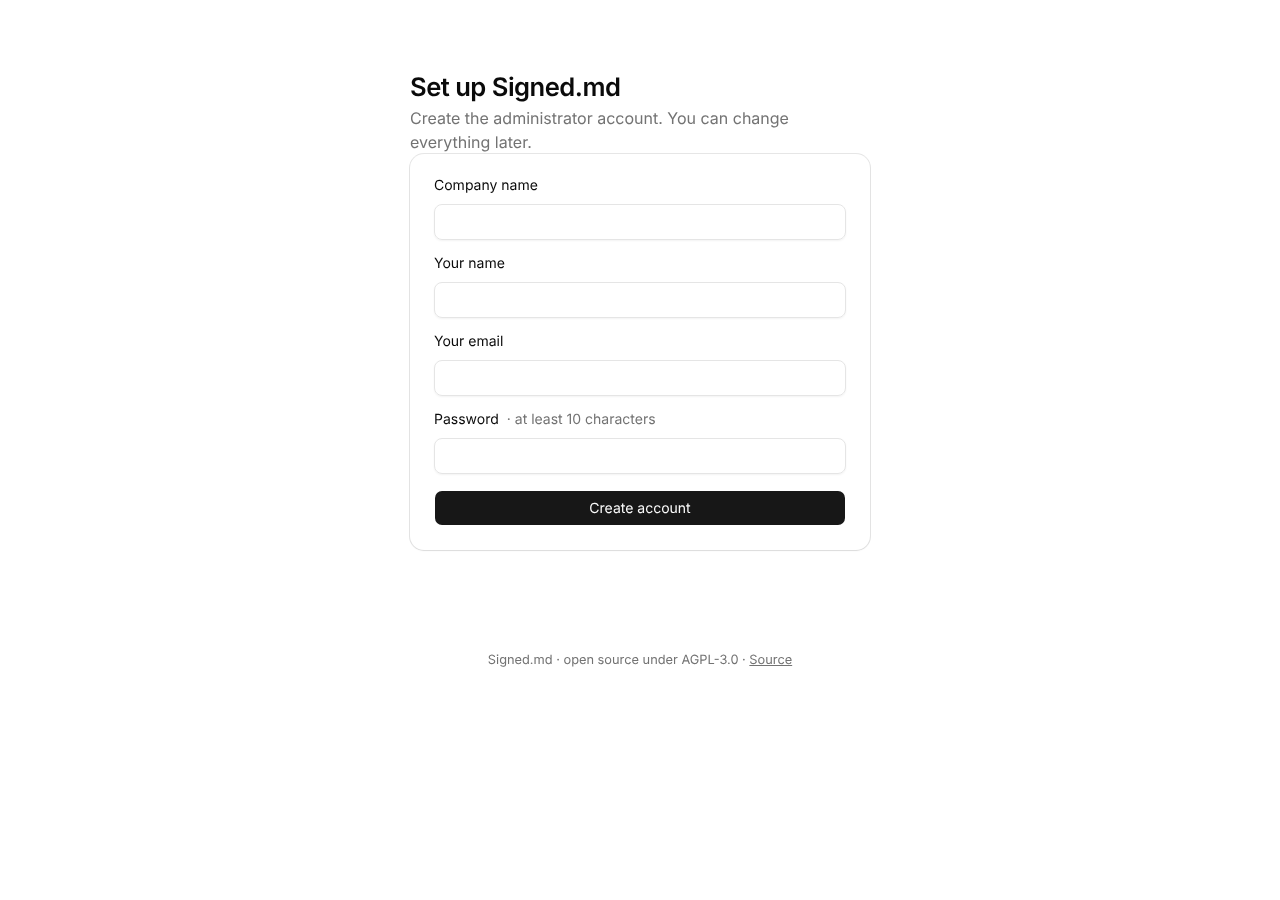 Set up Signed.md
Create the administrator account. You can change
everything later.
Company name
Your name
Your email
Password · at least 10 characters
Create account
Signed.md · open source under AGPL-3.0 · Source